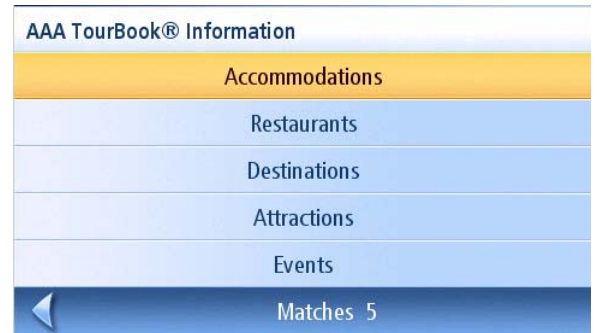 AAA TourBook® Information
Accommodations
Restaurants
Destinations
Attractions
Events
Matches 5